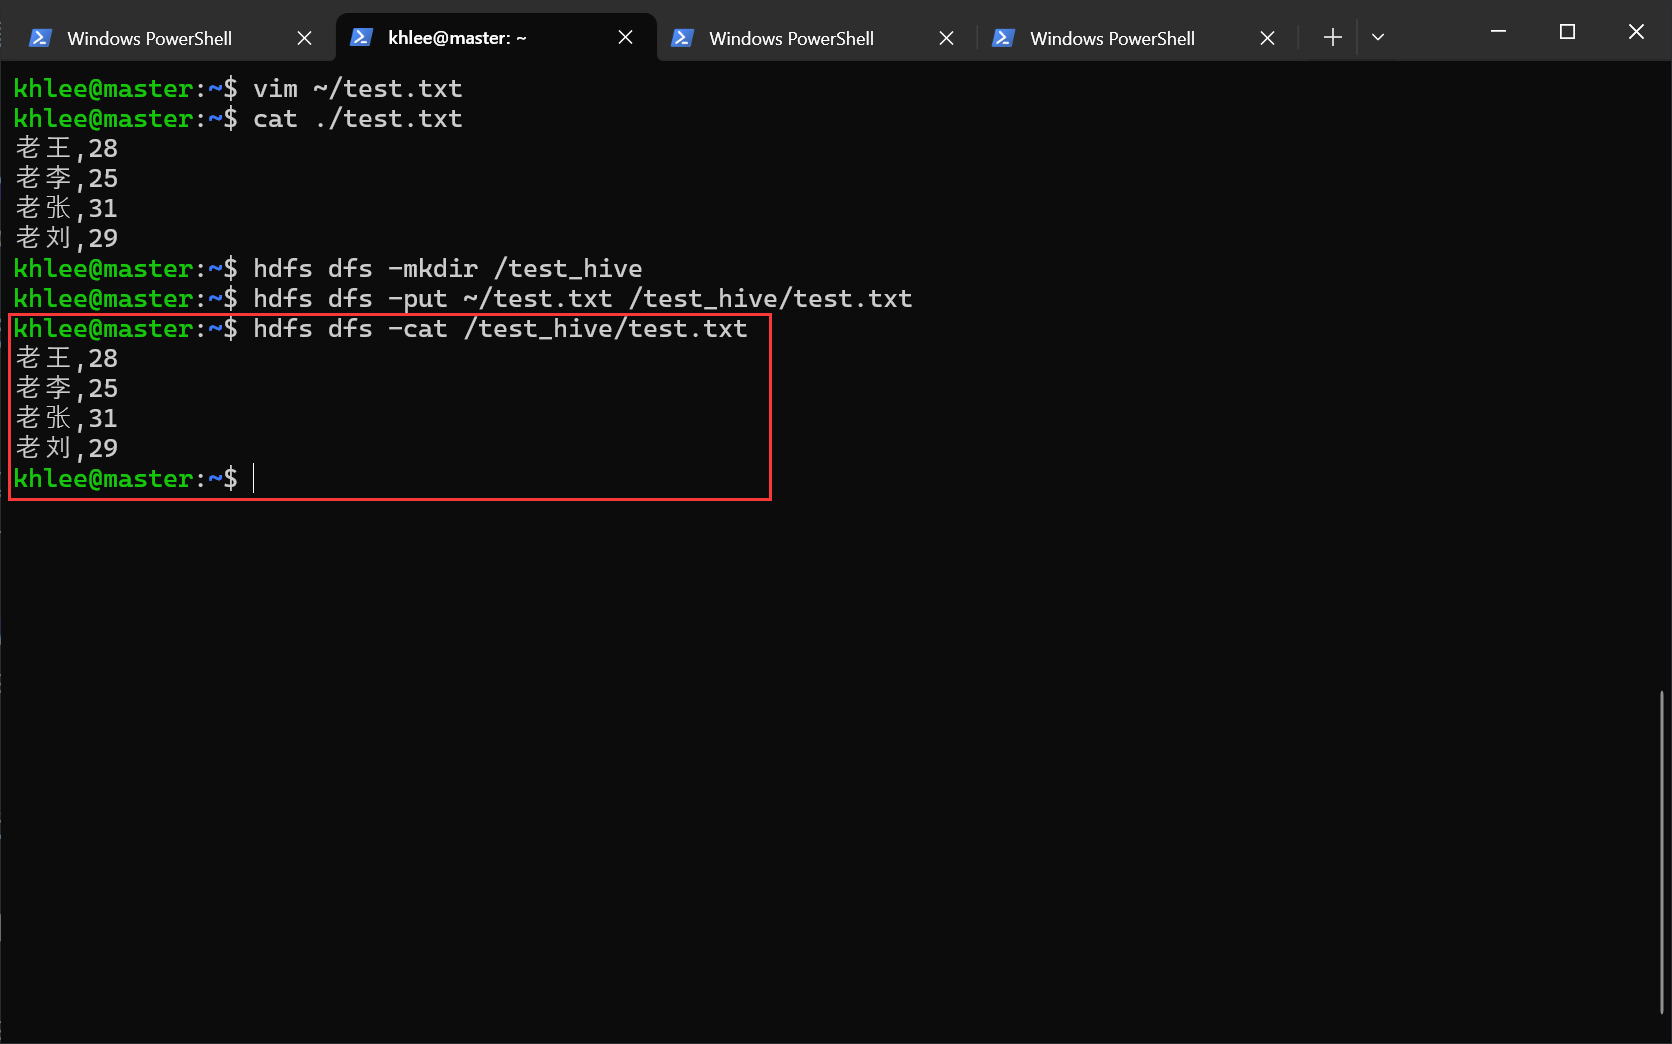 Windows PowerShell
khlee@master: ~
Windows PowerShell
Windows PowerShell
khlee@master:~$ vim ~/test.txt
khlee@master:~$ cat ./test.txt
老王,28
老李,25
老张,31
老刘,29
khlee@master:~$ hdfs dfs -mkdir /test_hive
khlee@master:~$ hdfs dfs -put ~/test.txt /test_hive/test.txt
khlee@master:~$ hdfs dfs -cat /test_hive/test.txt
老王,28
老李,25
老张,31
老刘,29
khlee@master:~$